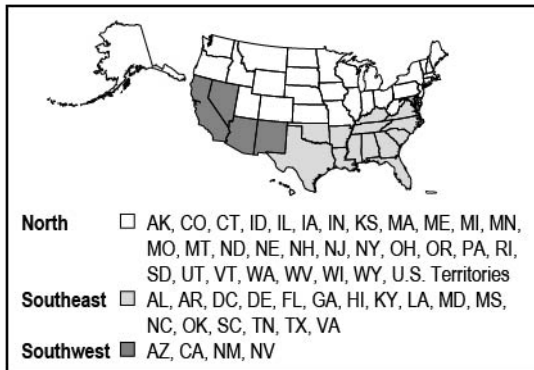 North AK, CO, CT, ID, IL, IA, IN, KS, MA, ME, MI, MN,
MO, MT, ND, NE, NH, NJ, NY, OH, OR, PA, RI,
SD, UT, VT, WA, WV, WI, WY, U.S. Territories
Southeast AL, AR, DC, DE, FL, GA, HI, KY, LA, MD, MS,
NC, OK, SC, TN, TX, VA
Southwest AZ, CA, NM, NV